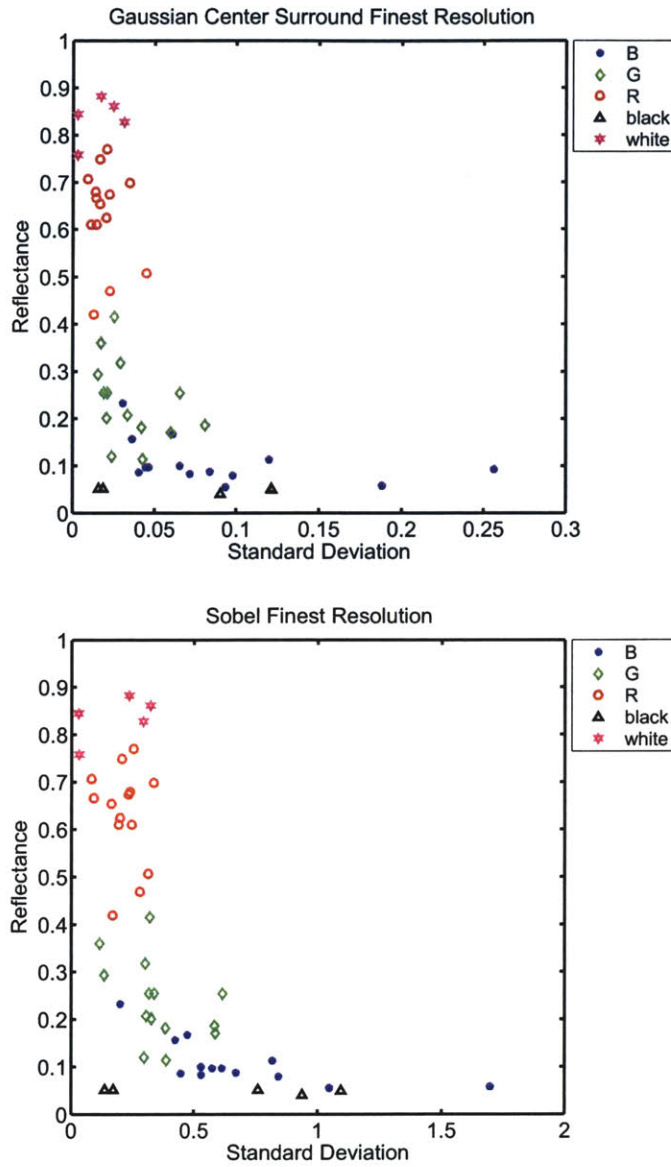 Gaussian Center Surround Finest Resolution
1
0.9
0.8
0.7
0.6
0.5
0.4
0.3
0.2
0.1
0
Reflectance
0 0.05 0.1 0.15 0.2 0.25 0.3
Standard Deviation
B
G
R
black
white
Sobel Finest Resolution
1
0.9
0.8
0.7
0.6
0.5
0.4
0.3
0.2
0.1
0
Reflectance
0 0.5 1 1.5 2
Standard Deviation
B
G
R
black
white